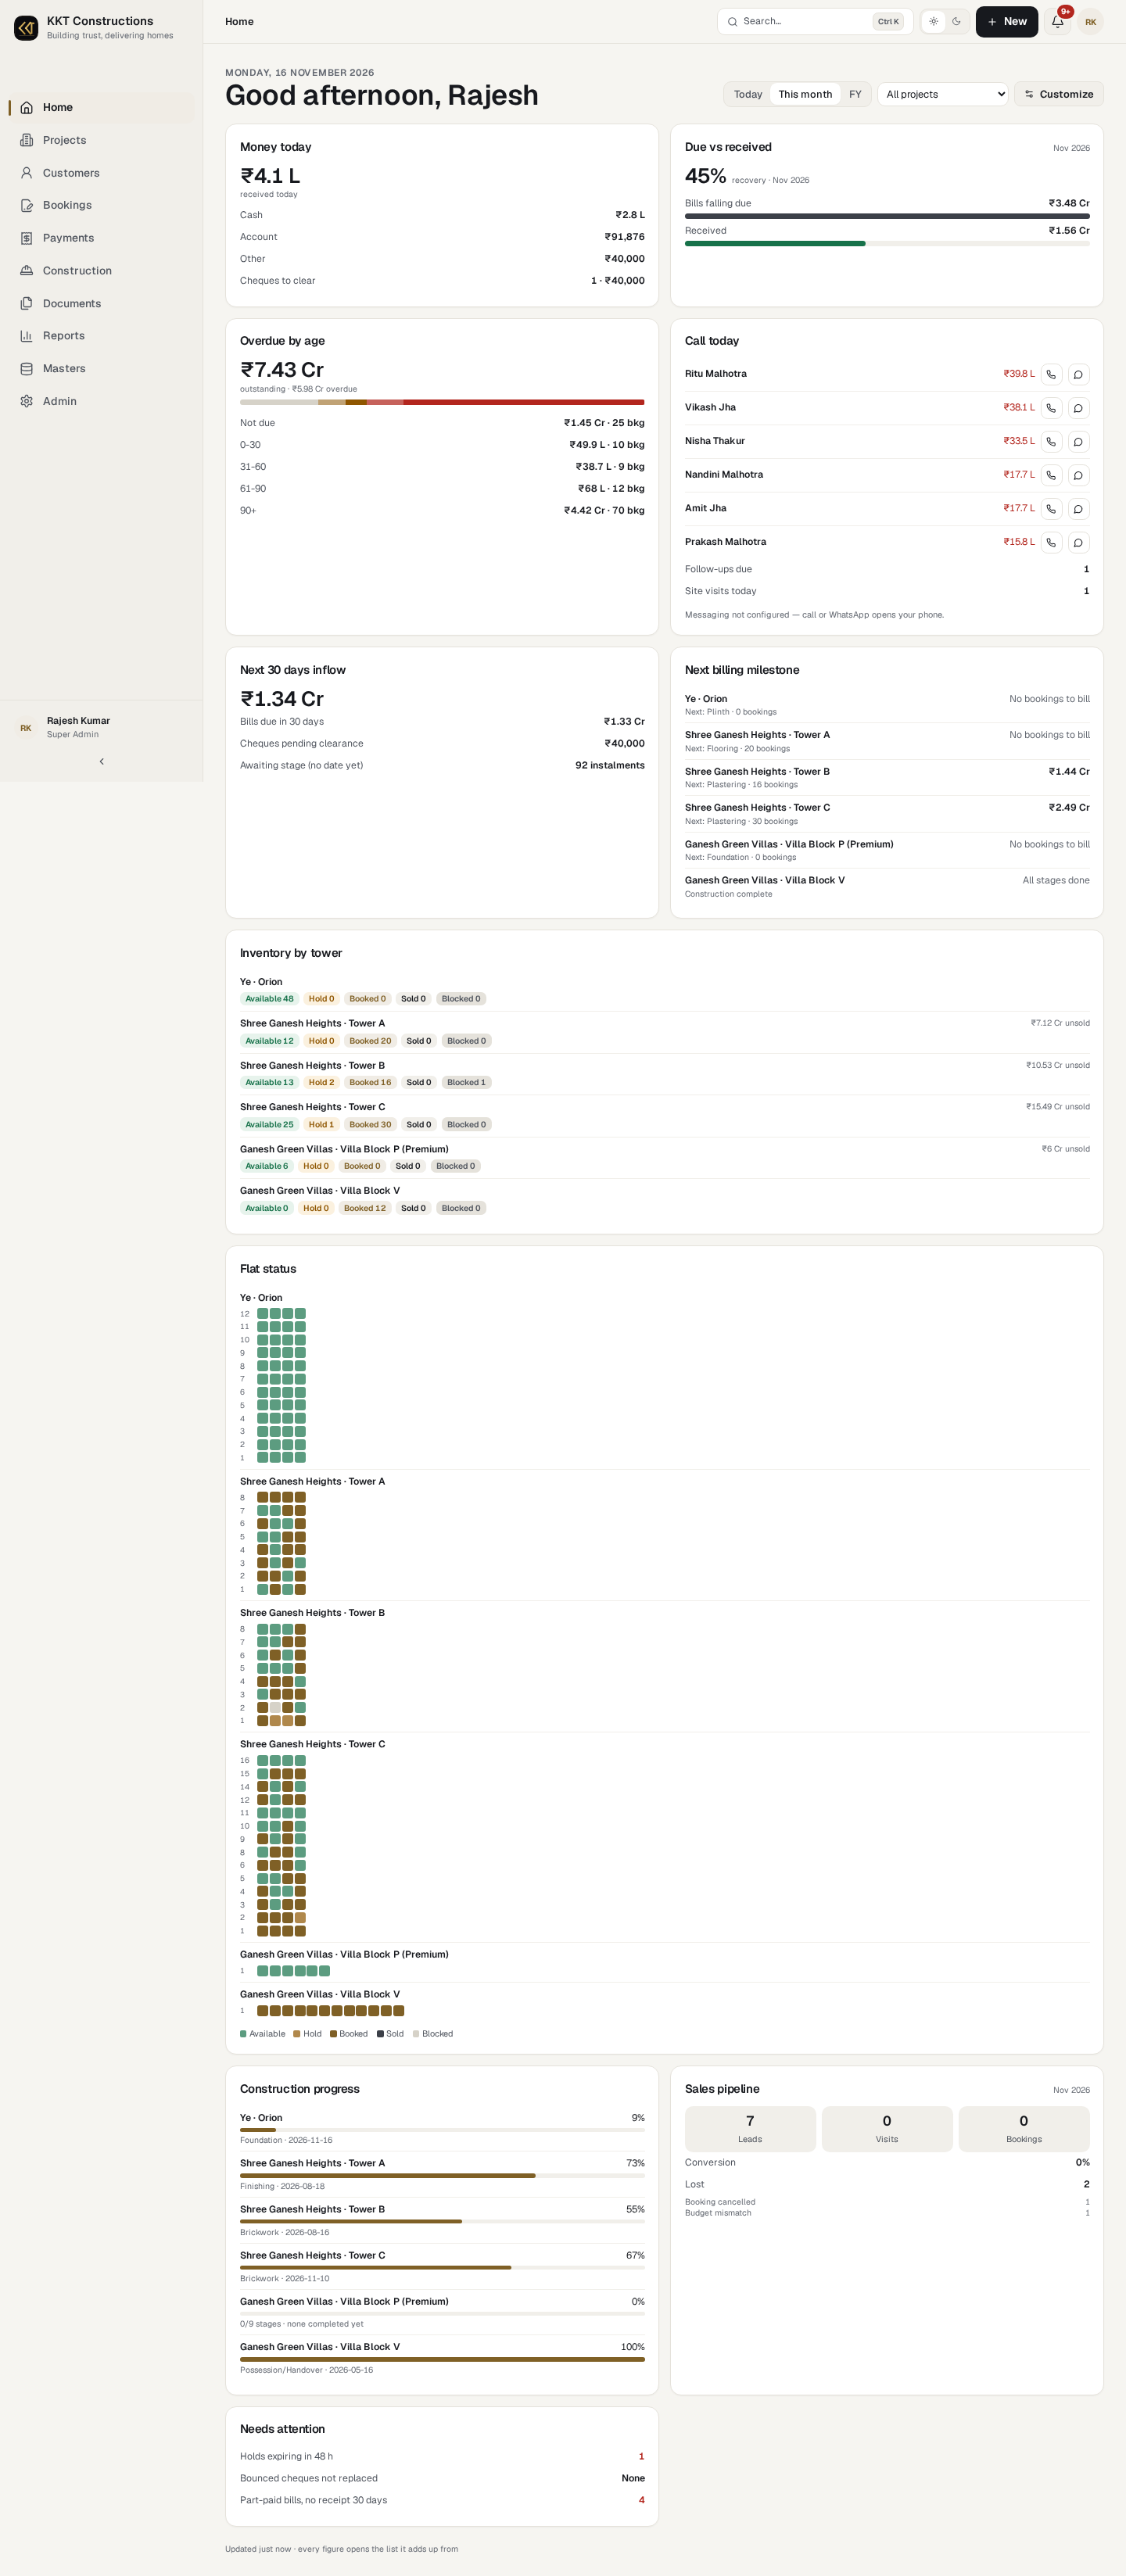 KKT Constructions
Building trust, delivering homes
Home
Search...
Ctrl K
New
9+
RK
Home
Projects
Customers
Bookings
Payments
Construction
Documents
Reports
Masters
Admin
RK
Rajesh Kumar
Super Admin
MONDAY, 16 NOVEMBER 2026
Good afternoon, Rajesh
Today
This month
FY
All projects
Customize
Money today
₹4.1 L
received today
Cash ₹2.8 L
Account ₹91,876
Other ₹40,000
Cheques to clear 1 · ₹40,000
Due vs received Nov 2026
45% recovery · Nov 2026
Bills falling due ₹3.48 Cr
Received ₹1.56 Cr
Overdue by age
₹7.43 Cr
outstanding · ₹5.98 Cr overdue
Not due ₹1.45 Cr · 25 bkg
0-30 ₹49.9 L · 10 bkg
31-60 ₹38.7 L · 9 bkg
61-90 ₹68 L · 12 bkg
90+ ₹4.42 Cr · 70 bkg
Call today
Ritu Malhotra ₹39.8 L
Vikash Jha ₹38.1 L
Nisha Thakur ₹33.5 L
Nandini Malhotra ₹17.7 L
Amit Jha ₹17.7 L
Prakash Malhotra ₹15.8 L
Follow-ups due 1
Site visits today 1
Messaging not configured — call or WhatsApp opens your phone.
Next 30 days inflow
₹1.34 Cr
Bills due in 30 days ₹1.33 Cr
Cheques pending clearance ₹40,000
Awaiting stage (no date yet) 92 instalments
Next billing milestone
Ye · Orion No bookings to bill
Next: Plinth · 0 bookings
Shree Ganesh Heights · Tower A No bookings to bill
Next: Flooring · 20 bookings
Shree Ganesh Heights · Tower B ₹1.44 Cr
Next: Plastering · 16 bookings
Shree Ganesh Heights · Tower C ₹2.49 Cr
Next: Plastering · 30 bookings
Ganesh Green Villas · Villa Block P (Premium) No bookings to bill
Next: Foundation · 0 bookings
Ganesh Green Villas · Villa Block V All stages done
Construction complete
Inventory by tower
Ye · Orion
Available 48 Hold 0 Booked 0 Sold 0 Blocked 0
Shree Ganesh Heights · Tower A ₹7.12 Cr unsold
Available 12 Hold 0 Booked 20 Sold 0 Blocked 0
Shree Ganesh Heights · Tower B ₹10.53 Cr unsold
Available 13 Hold 2 Booked 16 Sold 0 Blocked 1
Shree Ganesh Heights · Tower C ₹15.49 Cr unsold
Available 25 Hold 1 Booked 30 Sold 0 Blocked 0
Ganesh Green Villas · Villa Block P (Premium) ₹6 Cr unsold
Available 6 Hold 0 Booked 0 Sold 0 Blocked 0
Ganesh Green Villas · Villa Block V
Available 0 Hold 0 Booked 12 Sold 0 Blocked 0
Flat status
Ye · Orion
12
11
10
9
8
7
6
5
4
3
2
1
Shree Ganesh Heights · Tower A
8
7
6
5
4
3
2
1
Shree Ganesh Heights · Tower B
8
7
6
5
4
3
2
1
Shree Ganesh Heights · Tower C
16
15
14
12
11
10
9
8
6
5
4
3
2
1
Ganesh Green Villas · Villa Block P (Premium)
1
Ganesh Green Villas · Villa Block V
1
Available Hold Booked Sold Blocked
Construction progress
Ye · Orion 9%
Foundation · 2026-11-16
Shree Ganesh Heights · Tower A 73%
Finishing · 2026-08-18
Shree Ganesh Heights · Tower B 55%
Brickwork · 2026-08-16
Shree Ganesh Heights · Tower C 67%
Brickwork · 2026-11-10
Ganesh Green Villas · Villa Block P (Premium) 0%
0/9 stages · none completed yet
Ganesh Green Villas · Villa Block V 100%
Possession/Handover · 2026-05-16
Sales pipeline Nov 2026
7 0 0
Leads Visits Bookings
Conversion 0%
Lost 2
Booking cancelled 1
Budget mismatch 1
Needs attention
Holds expiring in 48 h 1
Bounced cheques not replaced None
Part-paid bills, no receipt 30 days 4
Updated just now · every figure opens the list it adds up from